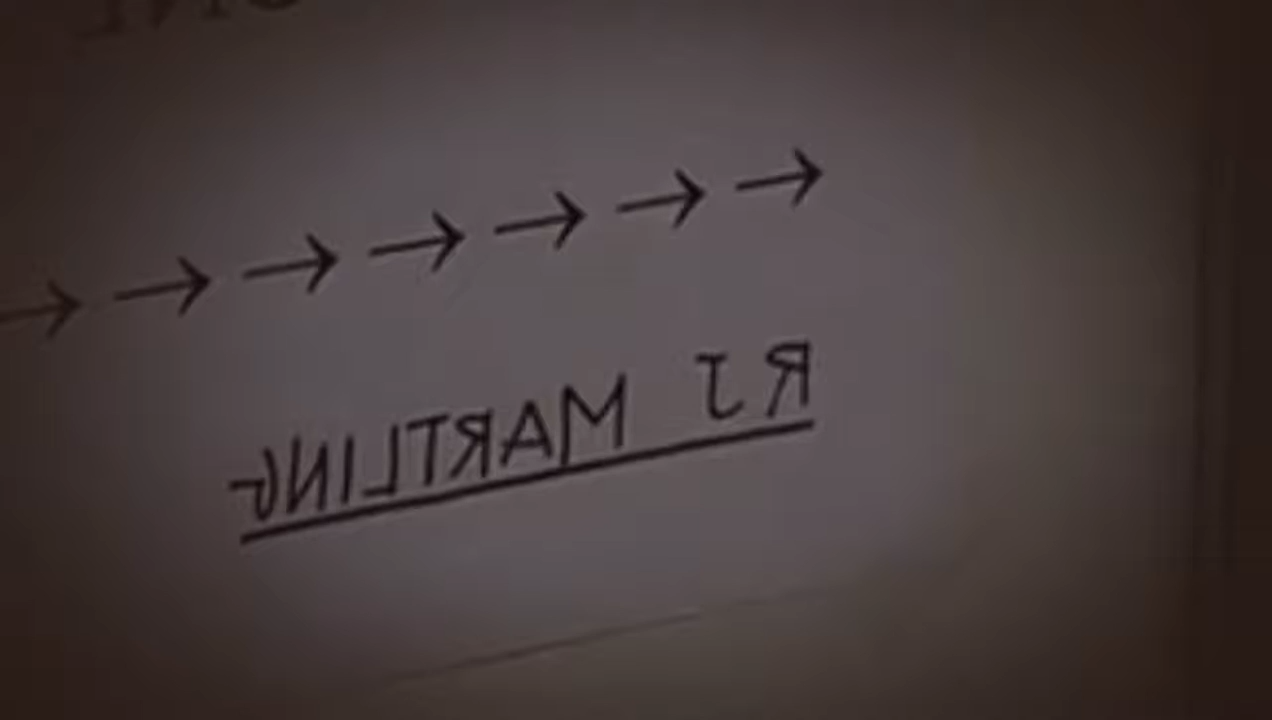 → → → → → → →
RJ MARTLING